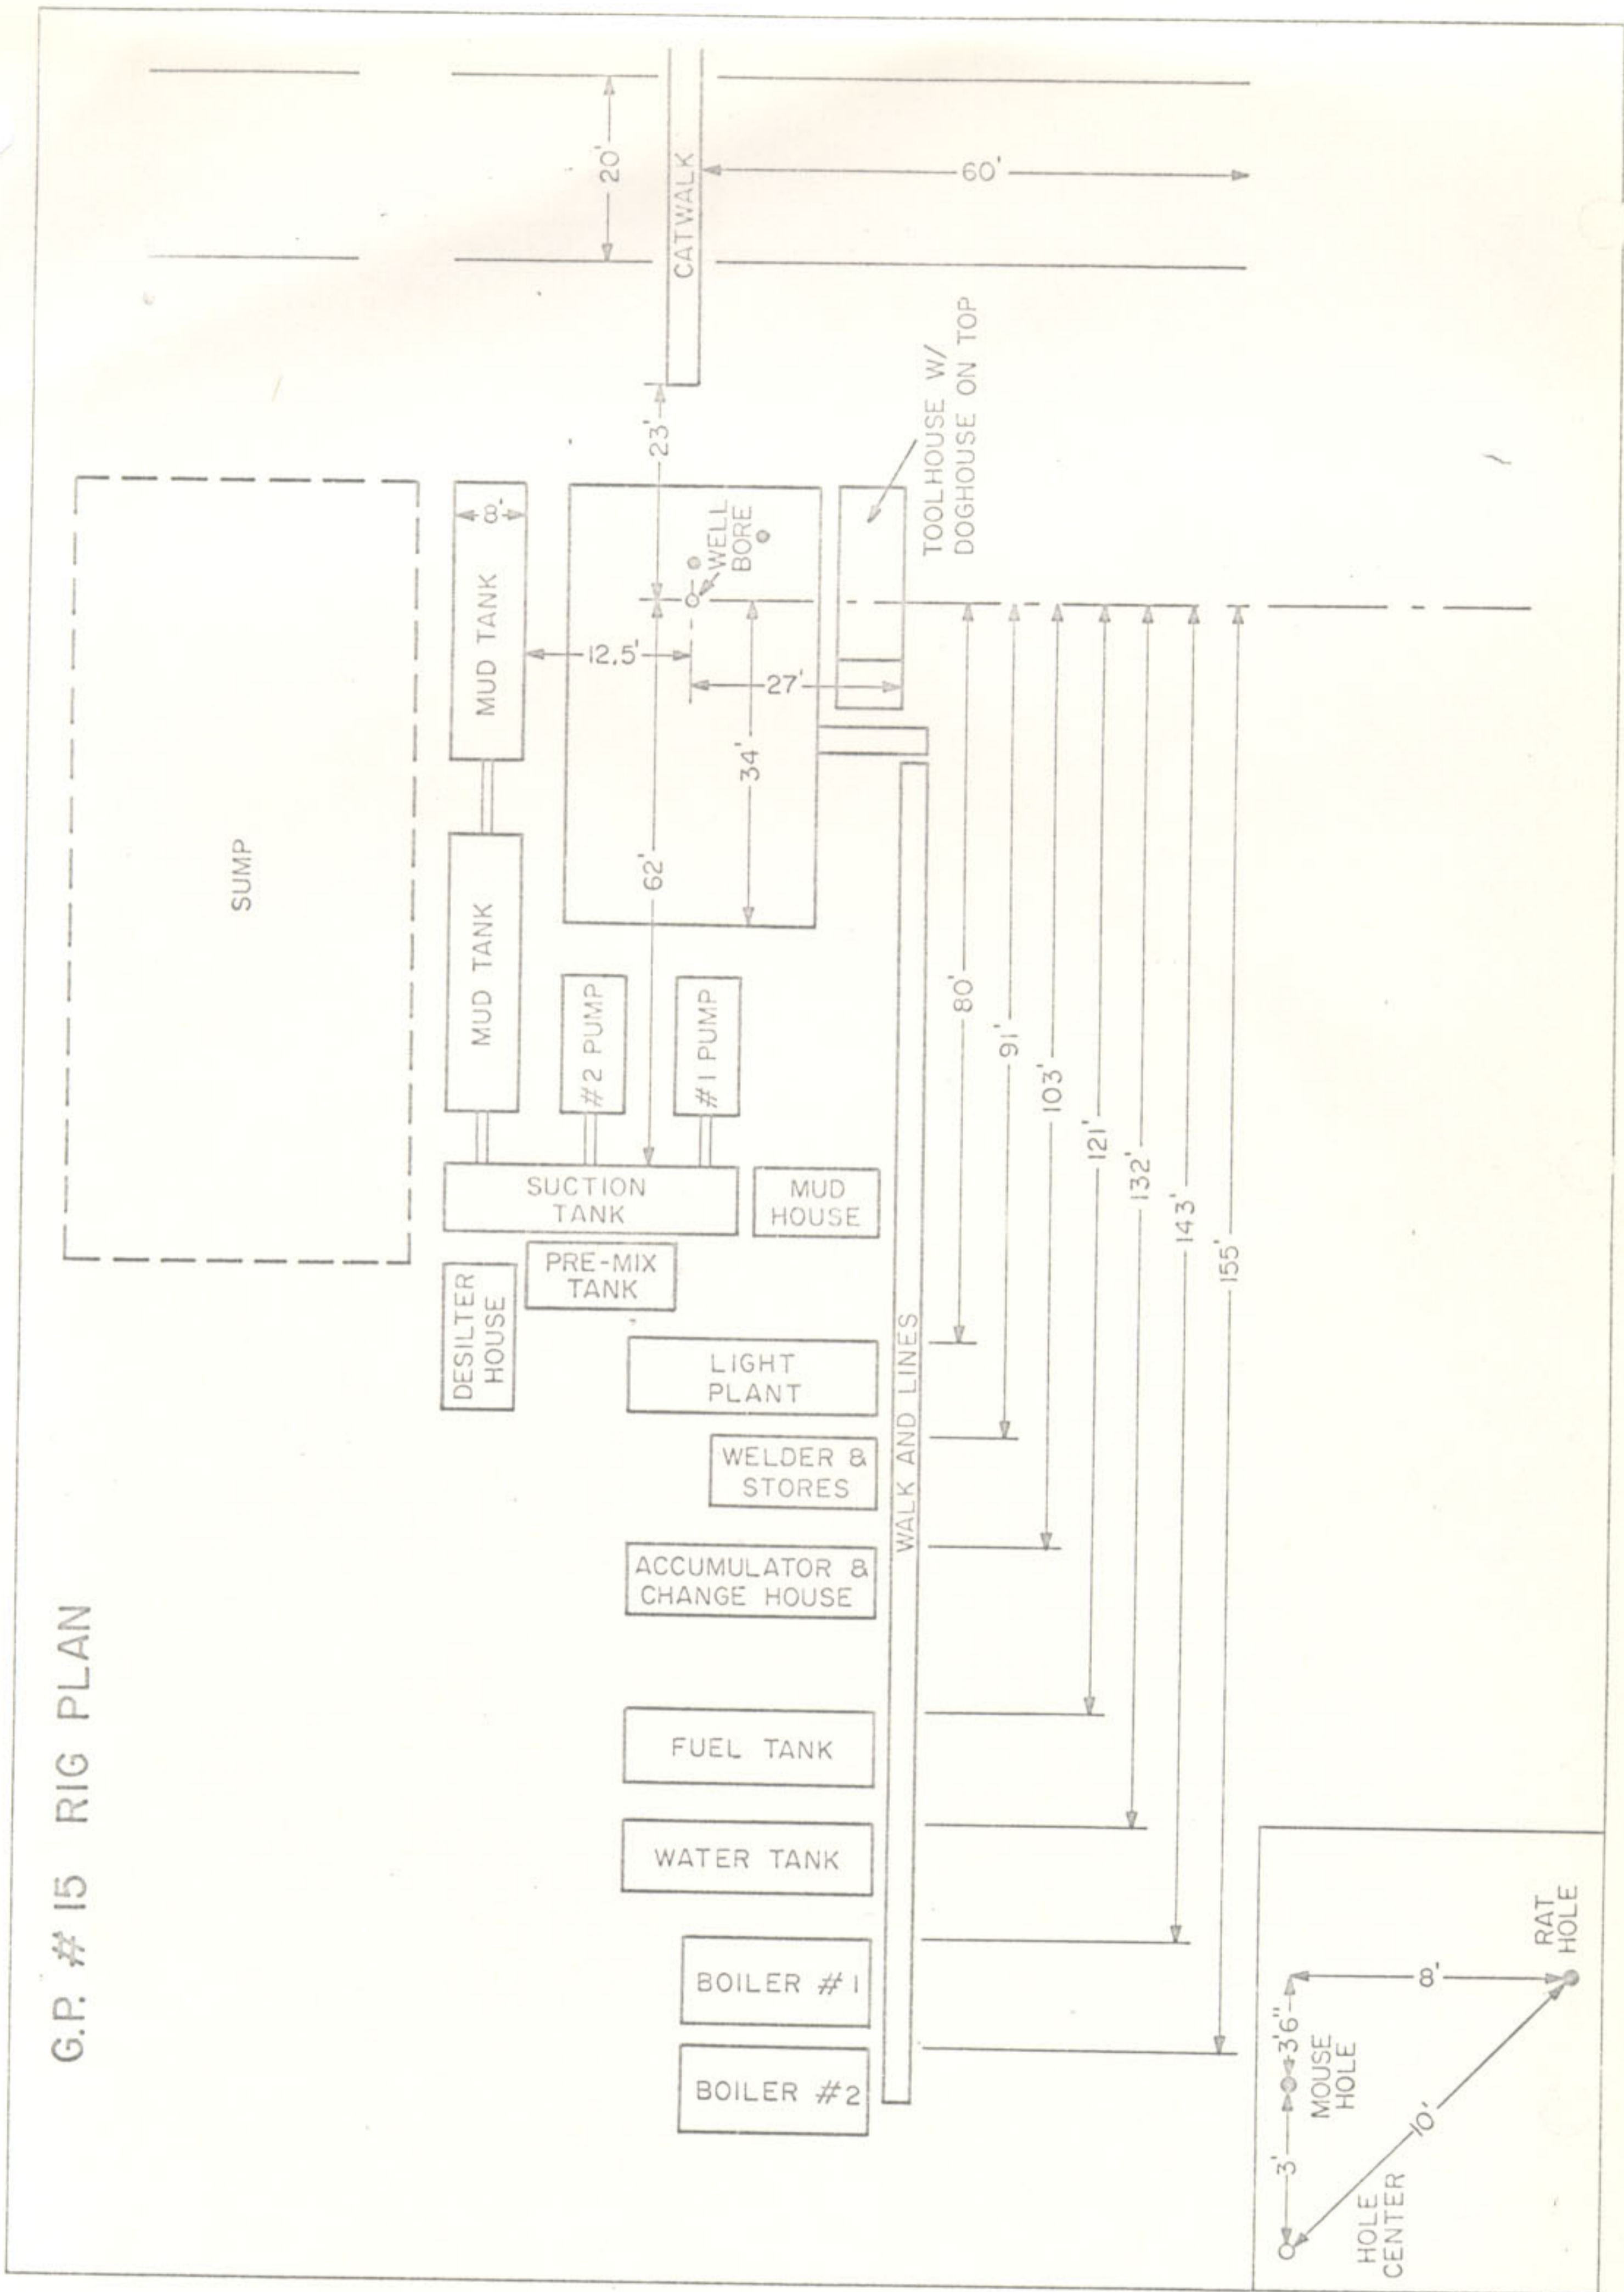 G.P. # 15 RIG PLAN
SUMP
MUD TANK
MUD TANK
8'
DESILTER
HOUSE
SUCTION
TANK
PRE-MIX
TANK
#2 PUMP
#1 PUMP
MUD
HOUSE
12.5'
62'
23'
WELL
BORE
27'
34'
20'
CATWALK
60'
TOOLHOUSE W/
DOGHOUSE ON TOP
BOILER #2
BOILER #1
WATER TANK
FUEL TANK
ACCUMULATOR &
CHANGE HOUSE
WELDER &
STORES
LIGHT
PLANT
WALK AND LINES
80'
91'
103'
121'
132'
143'
155'
3'
3'6"
MOUSE
HOLE
HOLE
CENTER
10'
8'
RAT
HOLE